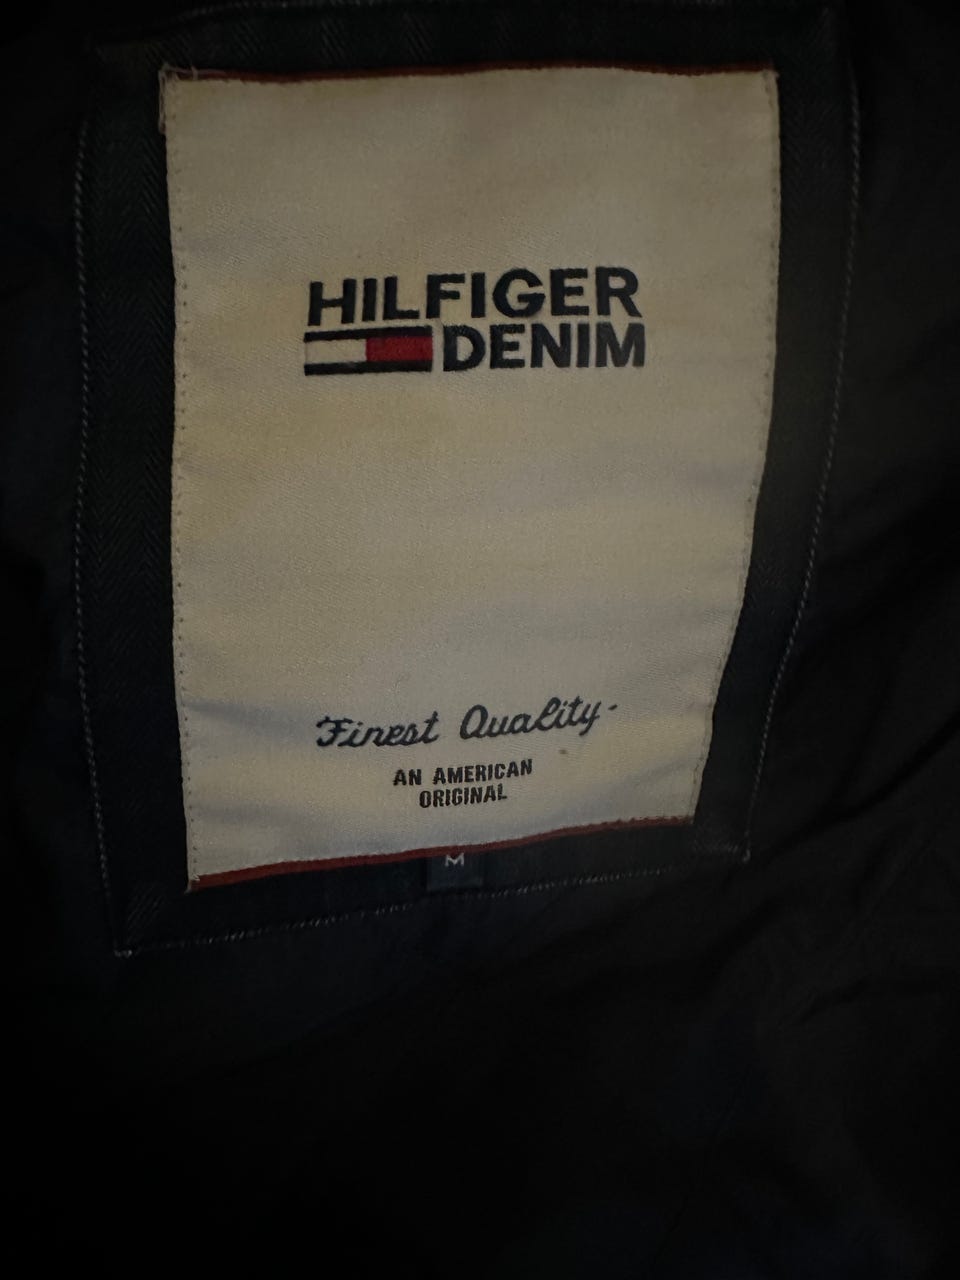 HILFIGER
DENIM
Finest Quality
AN AMERICAN
ORIGINAL
M